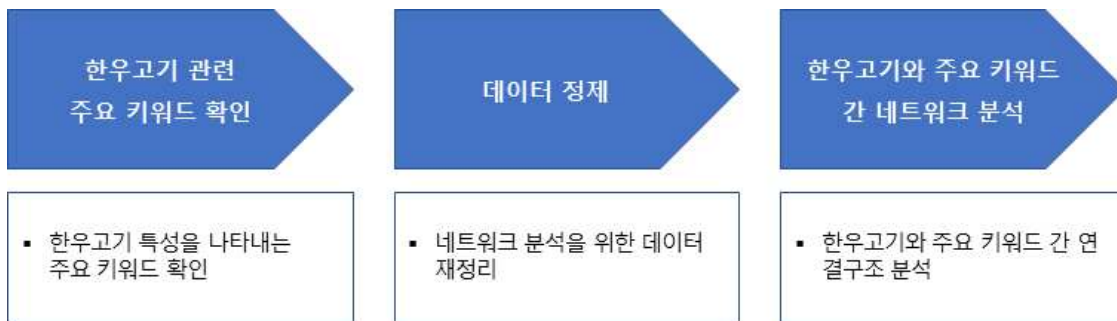 한우고기 관련
주요 키워드 확인
데이터 정제
한우고기와 주요 키워드
간 네트워크 분석
▪ 한우고기 특성을 나타내는
주요 키워드 확인
▪ 네트워크 분석을 위한 데이터
재정리
▪ 한우고기와 주요 키워드 간 연
결구조 분석